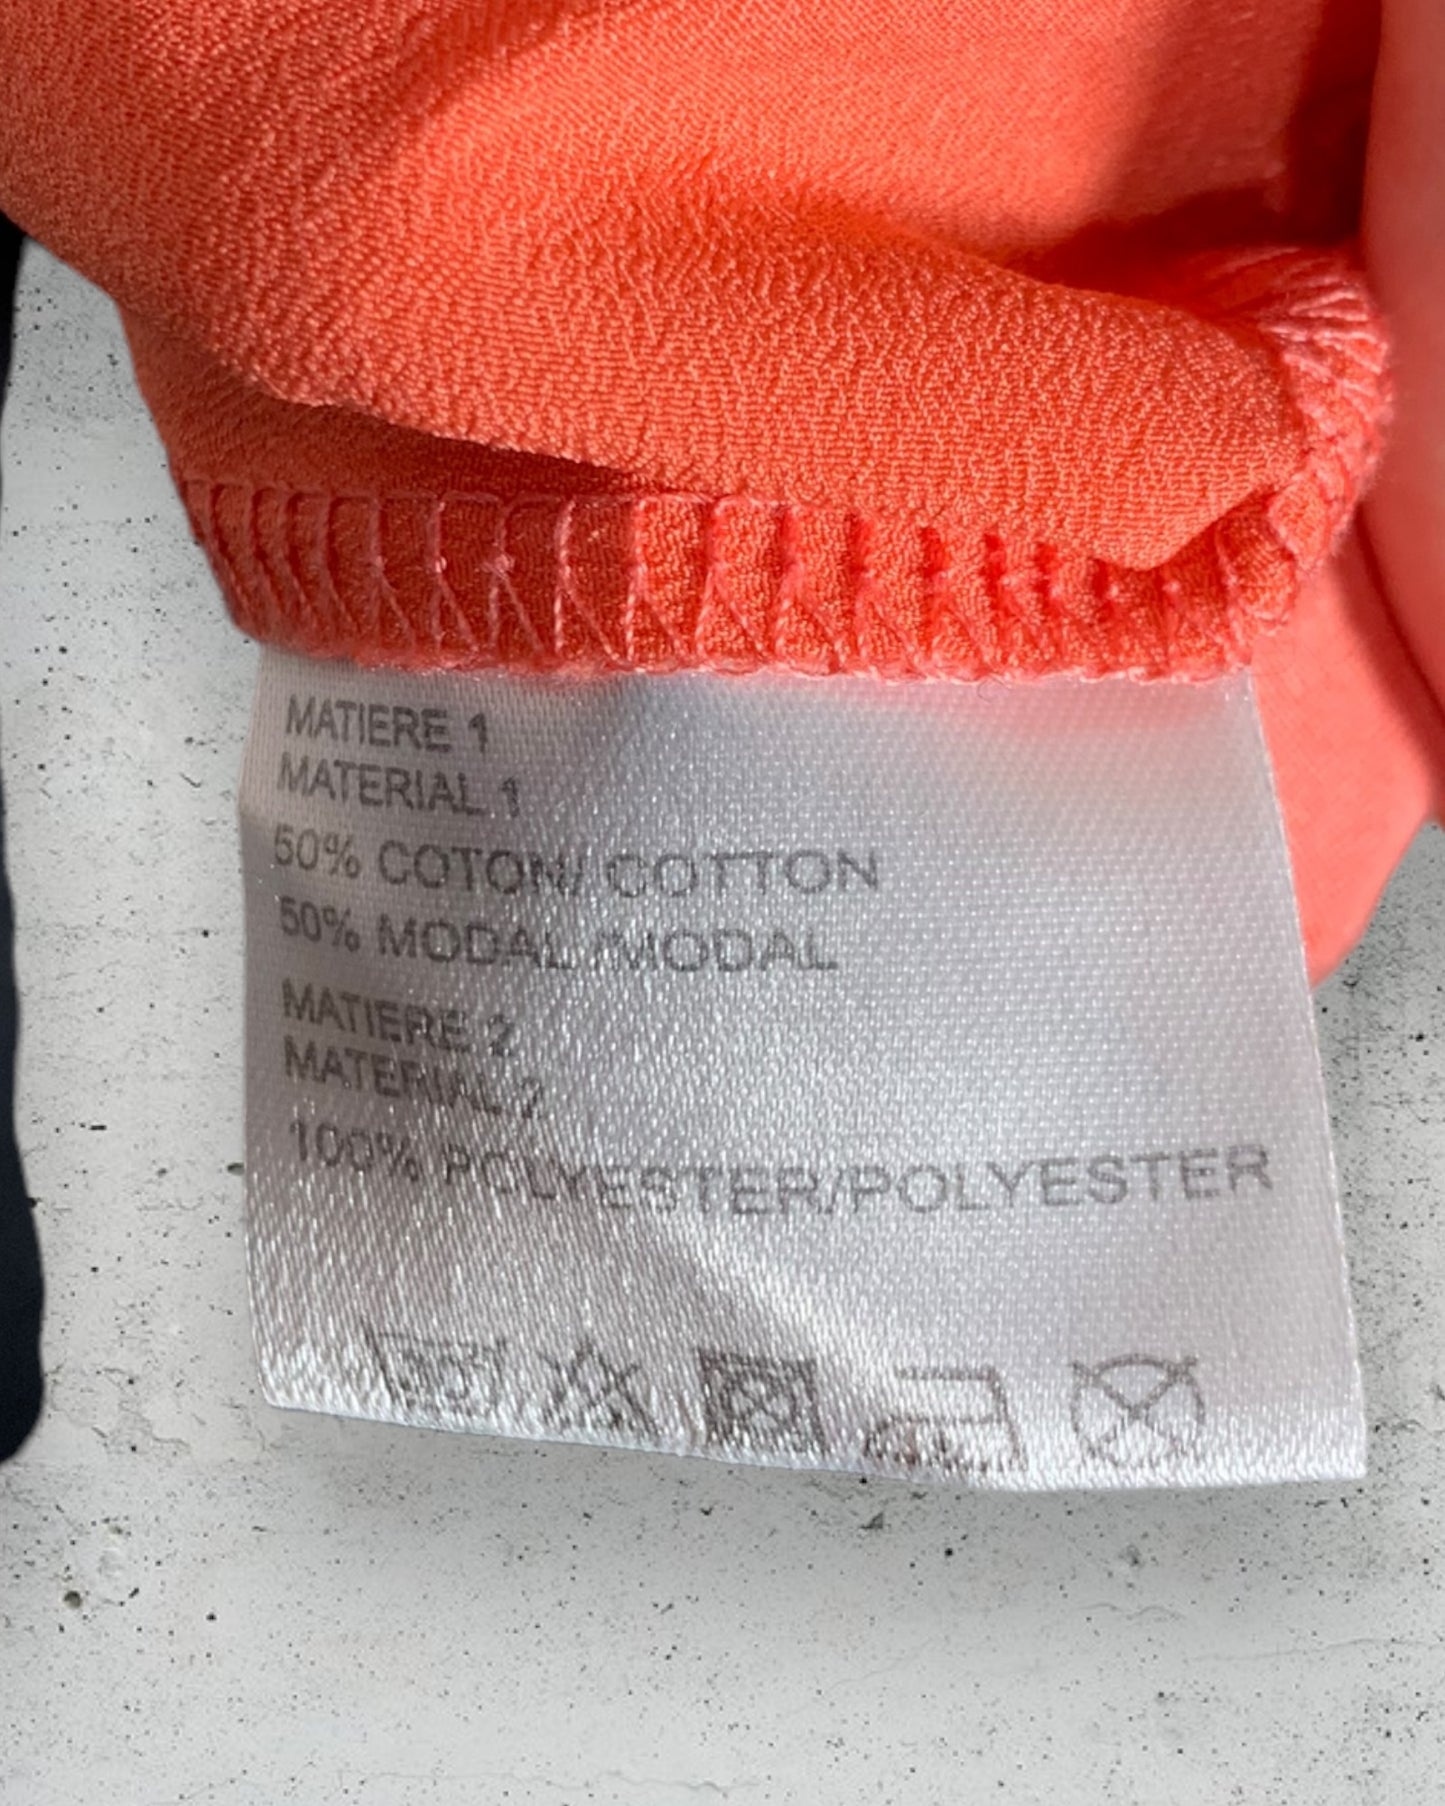 MATIERE 1
MATERIAL 1
50% COTON/ COTTON
50% MODAL /MODAL
MATIERE 2
MATERIAL 2
100% POLYESTER/POLYESTER